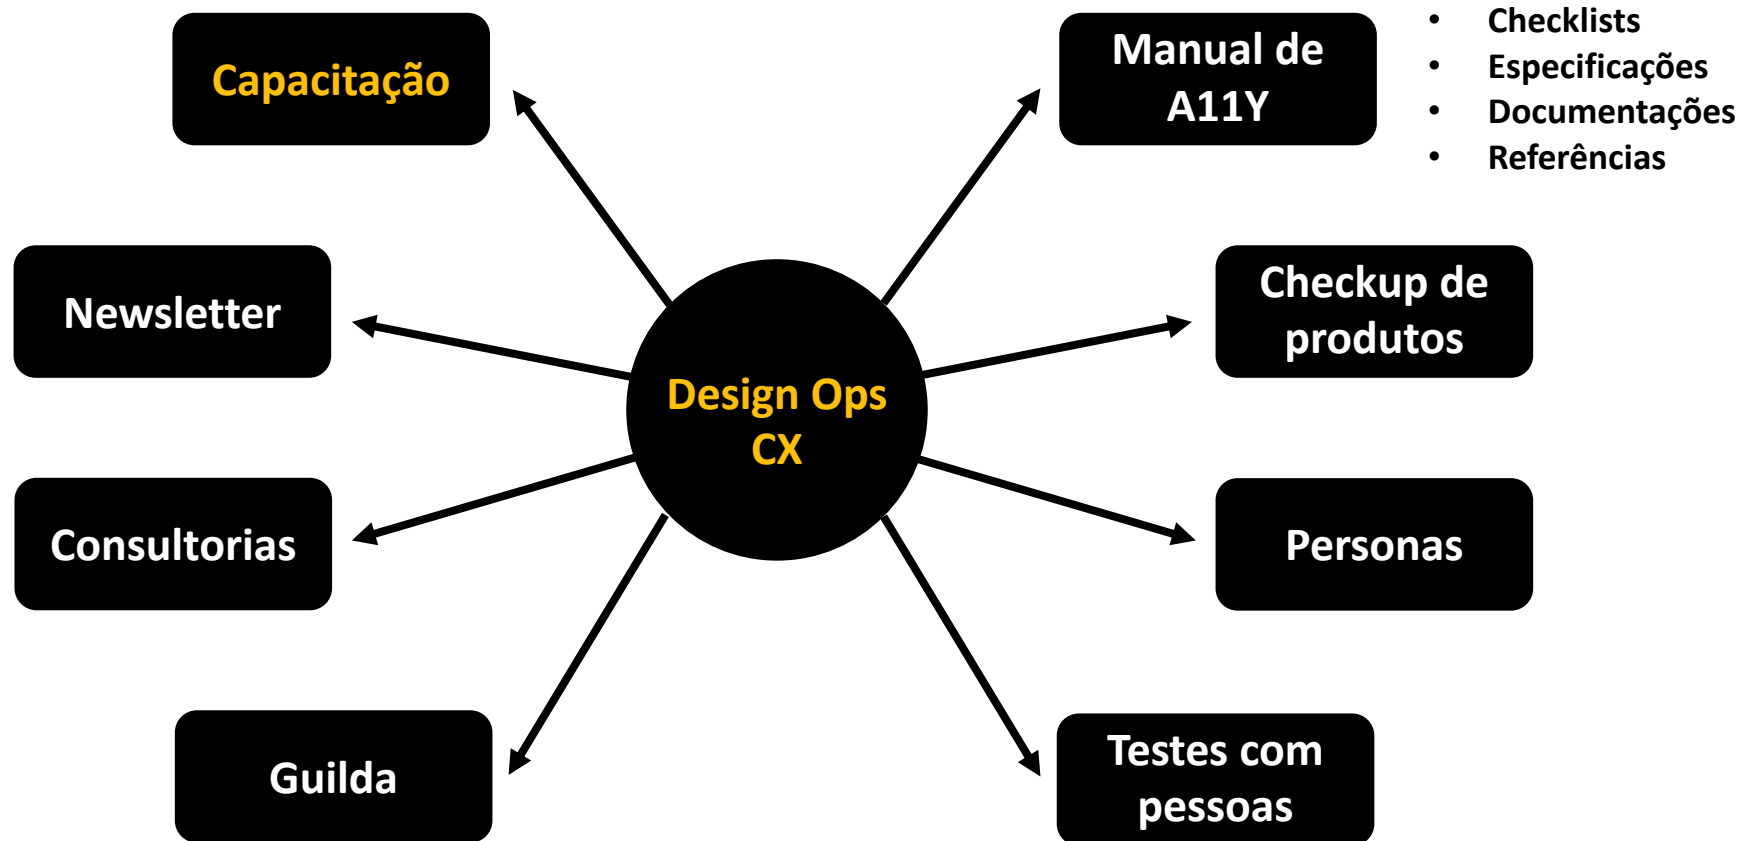 Capacitação
Manual de
A11Y
• Checklists
• Especificações
• Documentações
• Referências
Newsletter
Checkup de
produtos
Design Ops
CX
Consultorias
Personas
Guilda
Testes com
pessoas